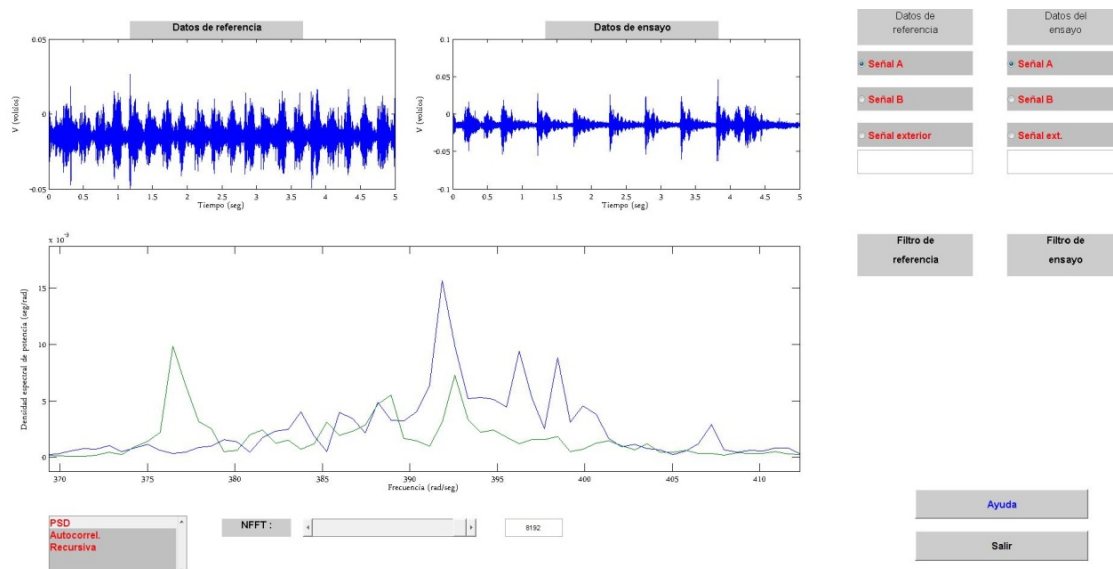 Datos de referencia
0.05
0
-0.05
V (voltios)
0 0.5 1 1.5 2 2.5 3 3.5 4 4.5 5
Tiempo (seg)
Datos de ensayo
0.1
0.05
0
-0.05
-0.1
V (voltios)
0 0.5 1 1.5 2 2.5 3 3.5 4 4.5 5
Tiempo (seg)
Datos de
referencia
Señal A
Señal B
Señal exterior
Datos del
ensayo
Señal A
Señal B
Señal ext.
x 10⁻³
15
10
5
0
Densidad espectral de potencia (seg/rad)
370 375 380 385 390 395 400 405 410
Frecuencia (rad/seg)
Filtro de
referencia
Filtro de
ensayo
PSD
Autocorrel.
Recursiva
NFFT :
8192
Ayuda
Salir